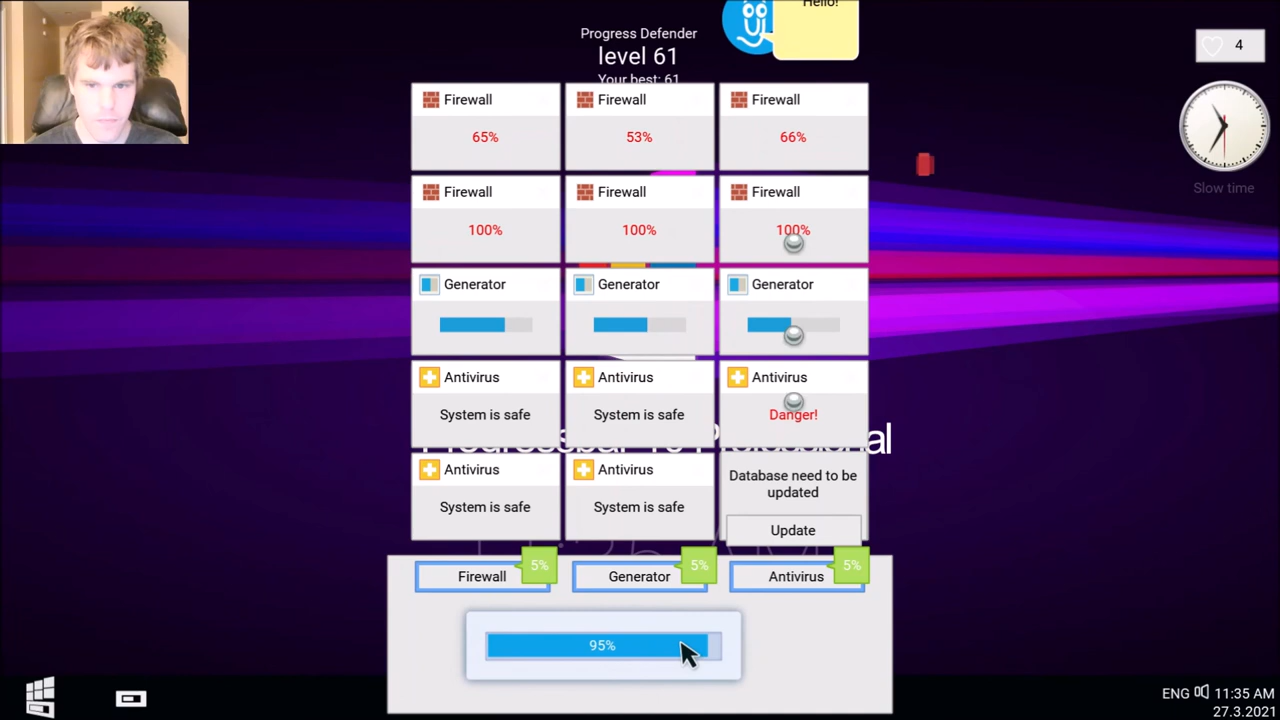 Hello!
Progress Defender
level 61
Your best: 61
4
Slow time
Firewall
65%
Firewall
53%
Firewall
66%
Firewall
100%
Firewall
100%
Firewall
100%
Generator
Generator
Generator
Antivirus
System is safe
Antivirus
System is safe
Antivirus
Danger!
Antivirus
System is safe
Antivirus
System is safe
Database need to be
updated
Update
Firewall
5%
Generator
5%
Antivirus
5%
95%
ENG
11:35 AM
27.3.2021